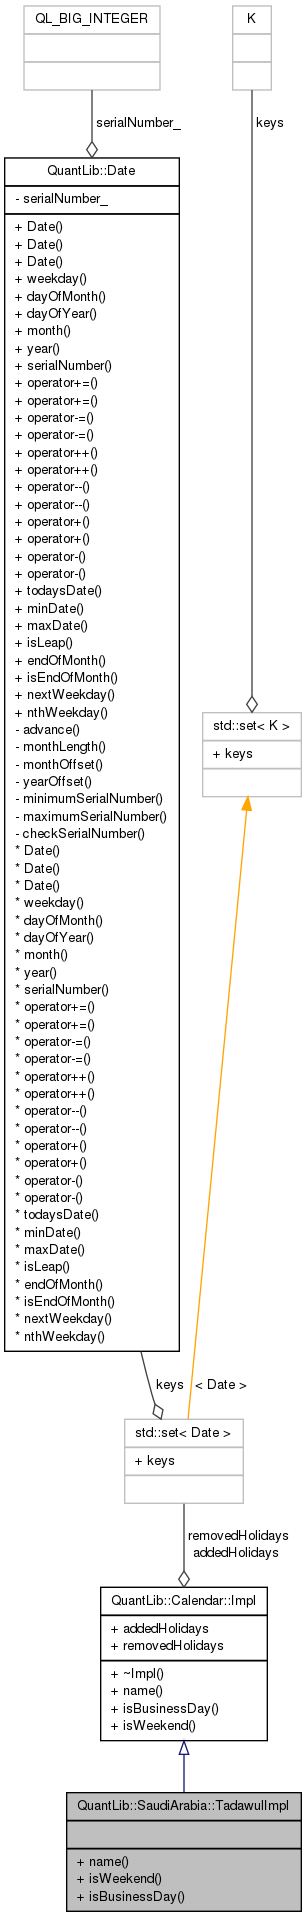 QL_BIG_INTEGER
K
serialNumber_
keys
QuantLib::Date
- serialNumber_
+ Date()
+ Date()
+ Date()
+ weekday()
+ dayOfMonth()
+ dayOfYear()
+ month()
+ year()
+ serialNumber()
+ operator+=()
+ operator+=()
+ operator-=()
+ operator-=()
+ operator++()
+ operator++()
+ operator--()
+ operator--()
+ operator+()
+ operator+()
+ operator-()
+ operator-()
+ todaysDate()
+ minDate()
+ maxDate()
+ isLeap()
+ endOfMonth()
+ isEndOfMonth()
+ nextWeekday()
+ nthWeekday()
- advance()
- monthLength()
- monthOffset()
- yearOffset()
- minimumSerialNumber()
- maximumSerialNumber()
- checkSerialNumber()
* Date()
* Date()
* Date()
* weekday()
* dayOfMonth()
* dayOfYear()
* month()
* year()
* serialNumber()
* operator+=()
* operator+=()
* operator-=()
* operator-=()
* operator++()
* operator++()
* operator--()
* operator--()
* operator+()
* operator+()
* operator-()
* operator-()
* todaysDate()
* minDate()
* maxDate()
* isLeap()
* endOfMonth()
* isEndOfMonth()
* nextWeekday()
* nthWeekday()
std::set< K >
+ keys
keys
< Date >
std::set< Date >
+ keys
removedHolidays
addedHolidays
QuantLib::Calendar::Impl
+ addedHolidays
+ removedHolidays
+ ~Impl()
+ name()
+ isBusinessDay()
+ isWeekend()
QuantLib::SaudiArabia::TadawulImpl
+ name()
+ isWeekend()
+ isBusinessDay()